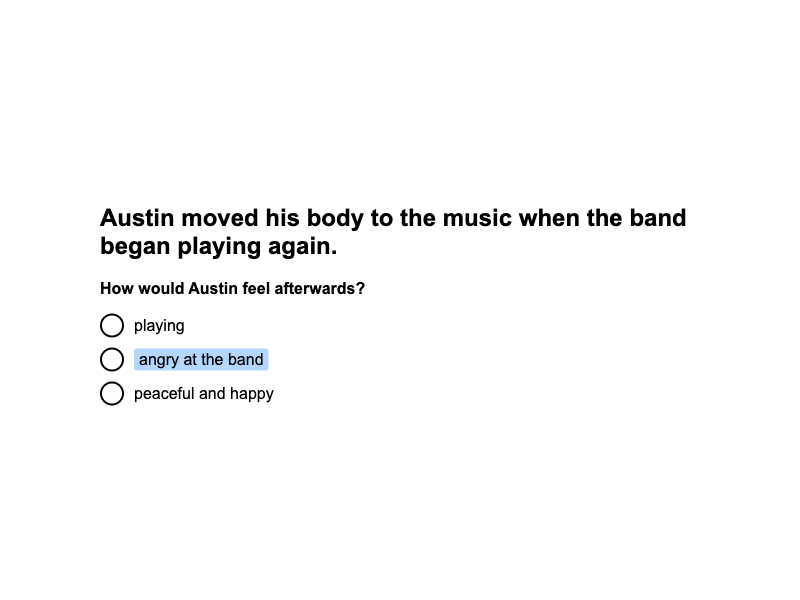 Austin moved his body to the music when the band
began playing again.
How would Austin feel afterwards?
playing
angry at the band
peaceful and happy